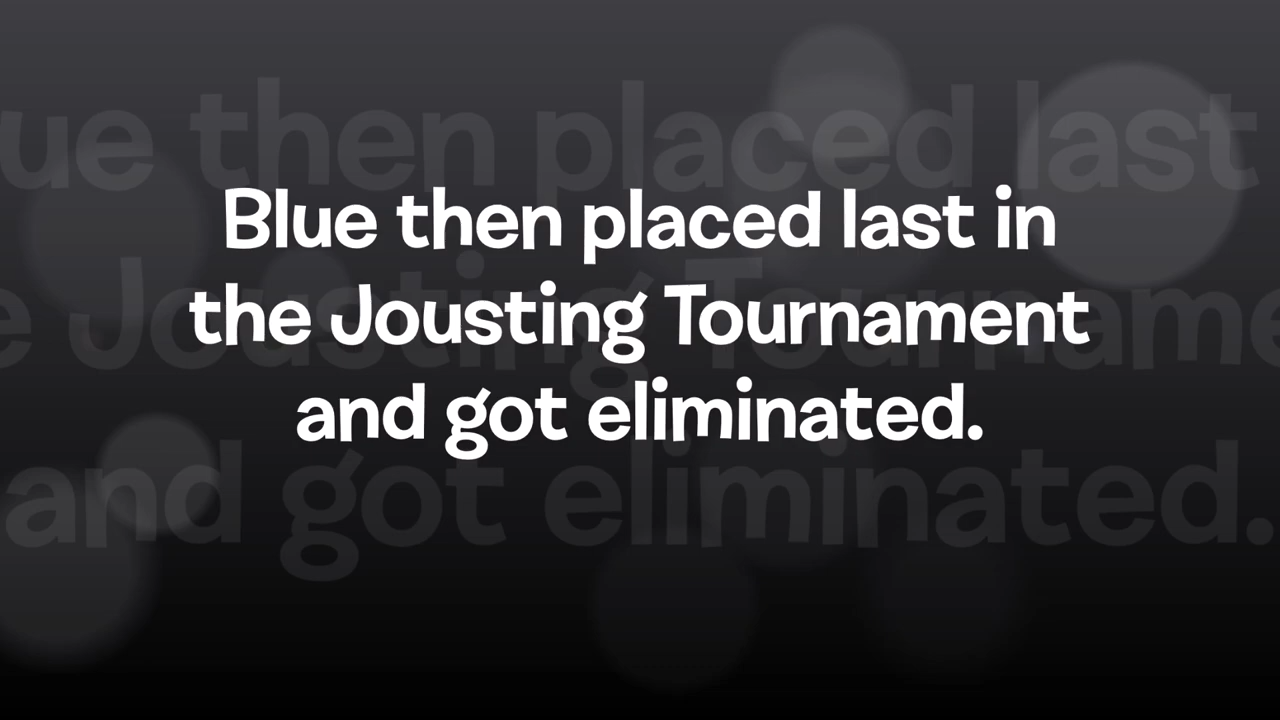 Blue then placed last in
the Jousting Tournament
and got eliminated.